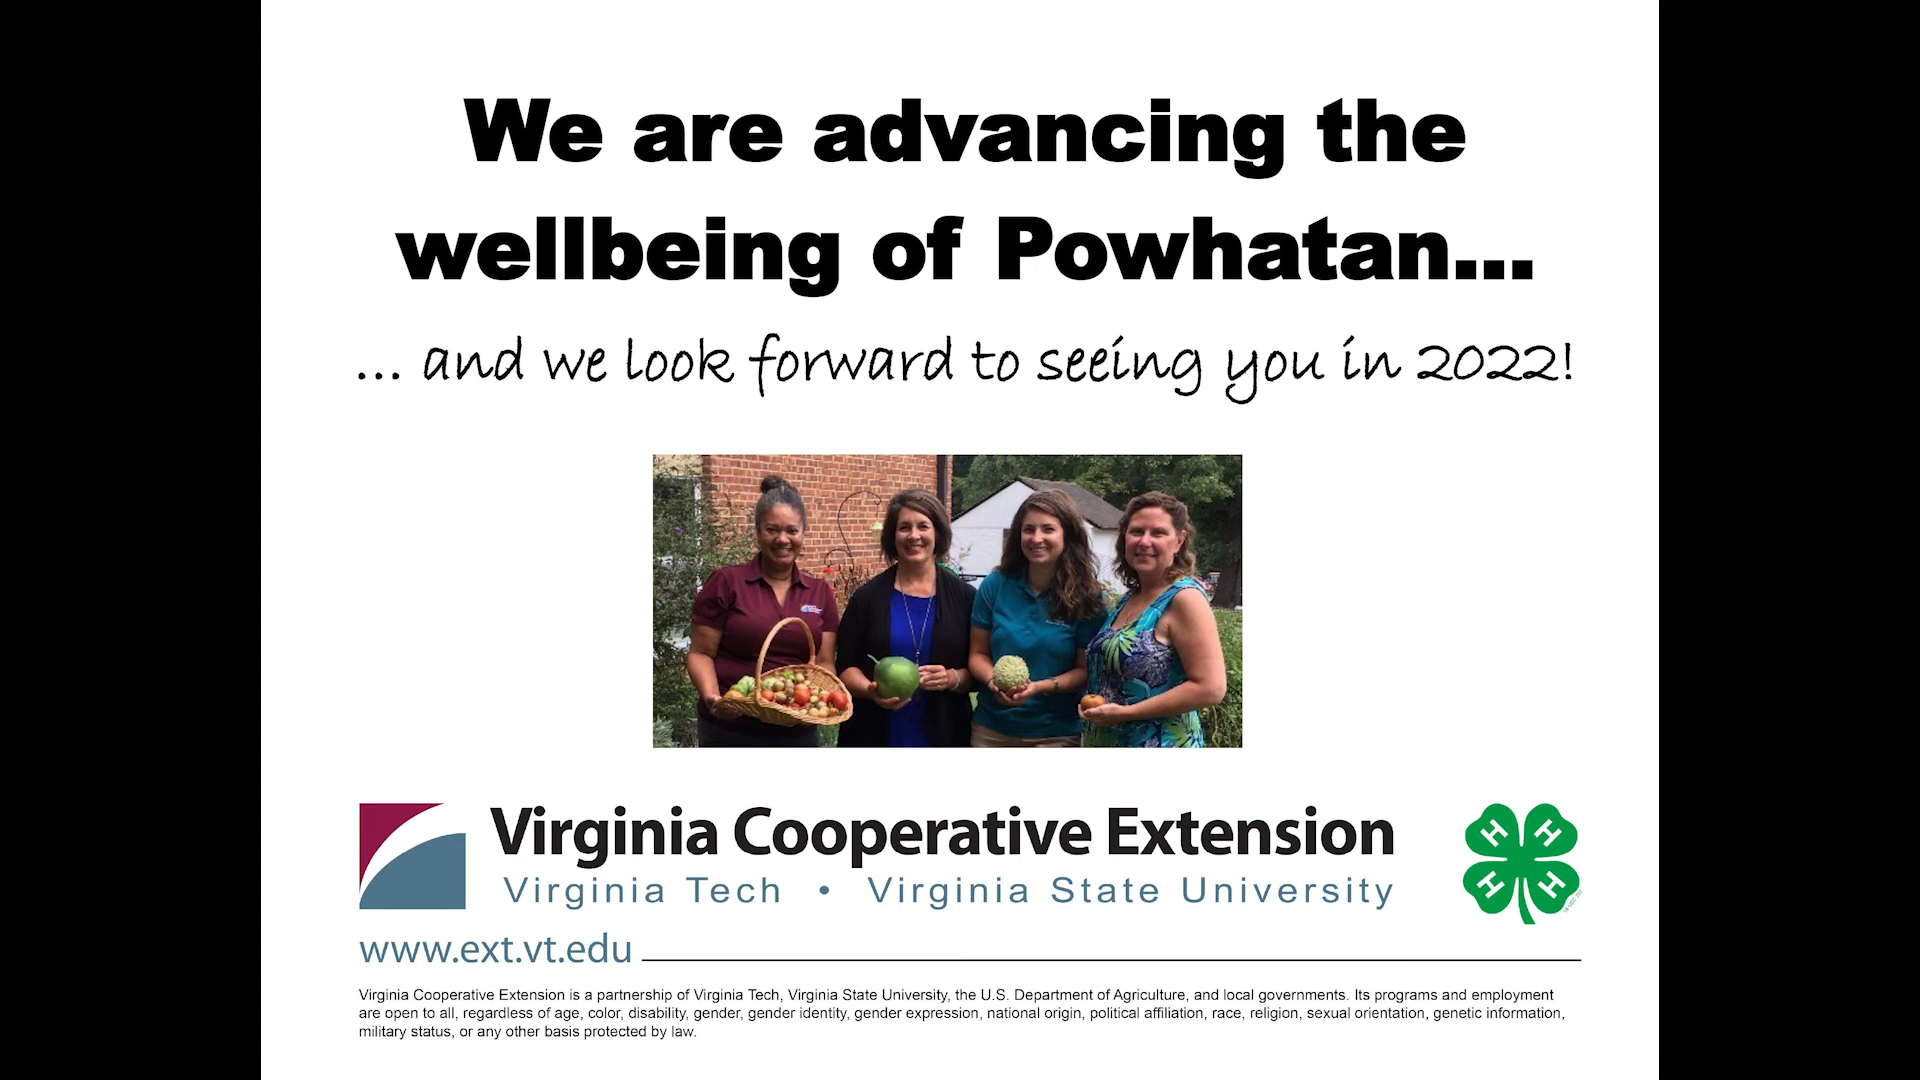 We are advancing the
wellbeing of Powhatan...
... and we look forward to seeing you in 2022!
Virginia Cooperative Extension
Virginia Tech • Virginia State University
H H
H H
www.ext.vt.edu
Virginia Cooperative Extension is a partnership of Virginia Tech, Virginia State University, the U.S. Department of Agriculture, and local governments. Its programs and employment
are open to all, regardless of age, color, disability, gender, gender identity, gender expression, national origin, political affiliation, race, religion, sexual orientation, genetic information,
military status, or any other basis protected by law.